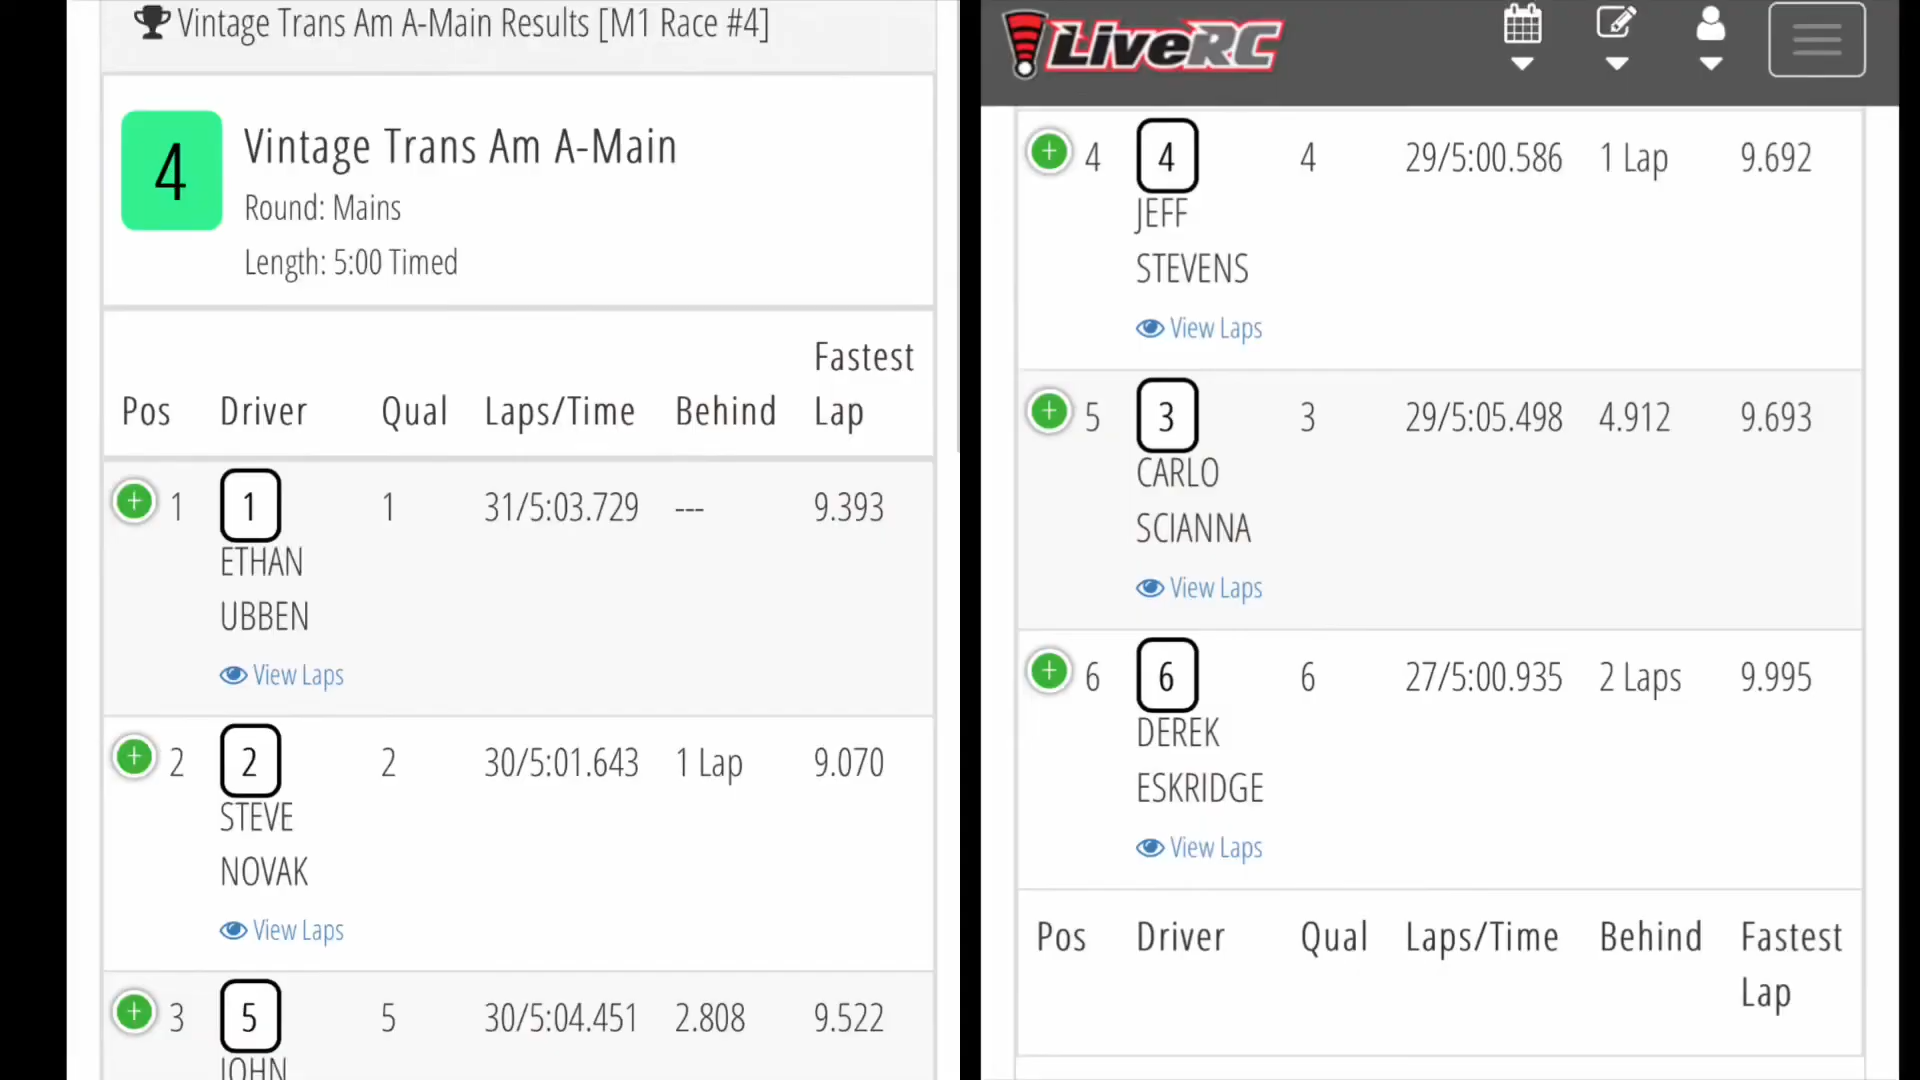 Vintage Trans Am A-Main Results [M1 Race #4]
4
Vintage Trans Am A-Main
Round: Mains
Length: 5:00 Timed
Pos Driver Qual Laps/Time Behind Fastest Lap
1 1 1 31/5:03.729 --- 9.393
ETHAN
UBBEN
View Laps
2 2 2 30/5:01.643 1 Lap 9.070
STEVE
NOVAK
View Laps
3 5 5 30/5:04.451 2.808 9.522
JOHN
LiveRC
4 4 4 29/5:00.586 1 Lap 9.692
JEFF
STEVENS
View Laps
5 3 3 29/5:05.498 4.912 9.693
CARLO
SCIANNA
View Laps
6 6 6 27/5:00.935 2 Laps 9.995
DEREK
ESKRIDGE
View Laps
Pos Driver Qual Laps/Time Behind Fastest
Lap